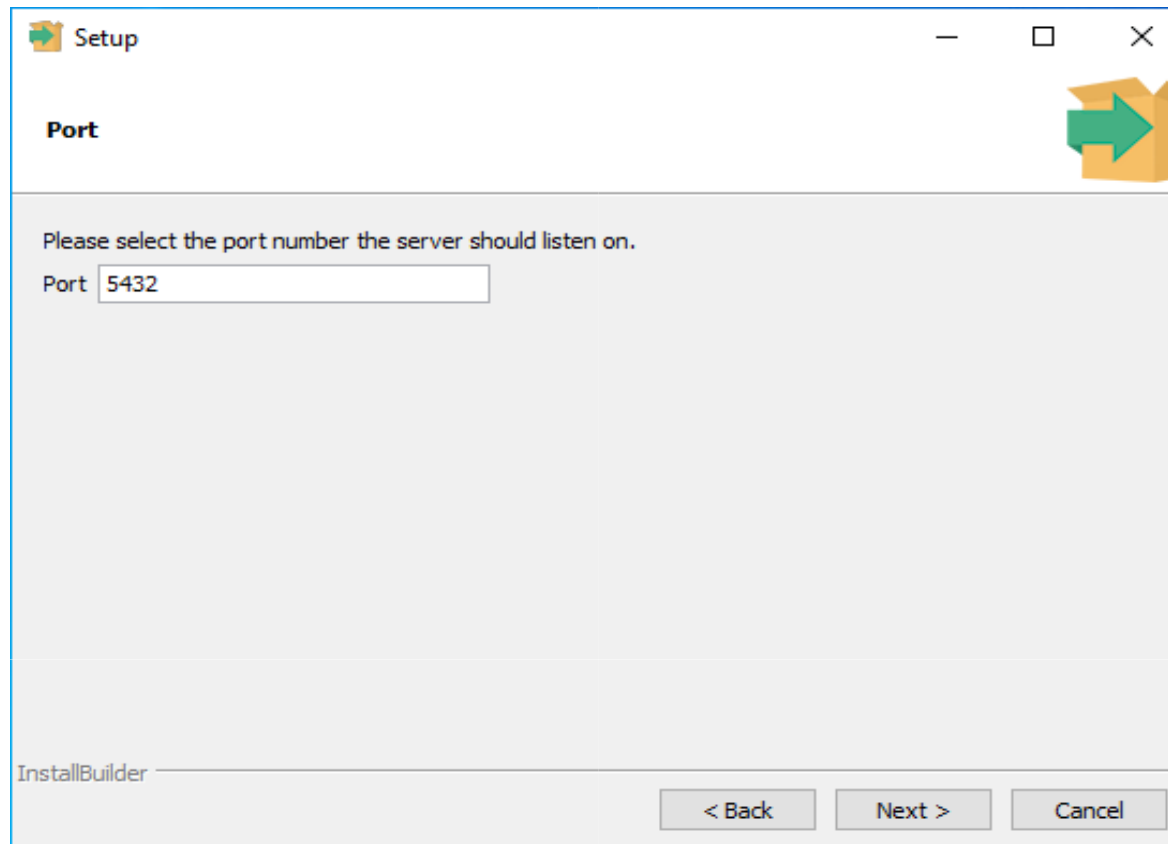 Setup
Port
Please select the port number the server should listen on.
Port 5432
InstallBuilder
< Back Next > Cancel